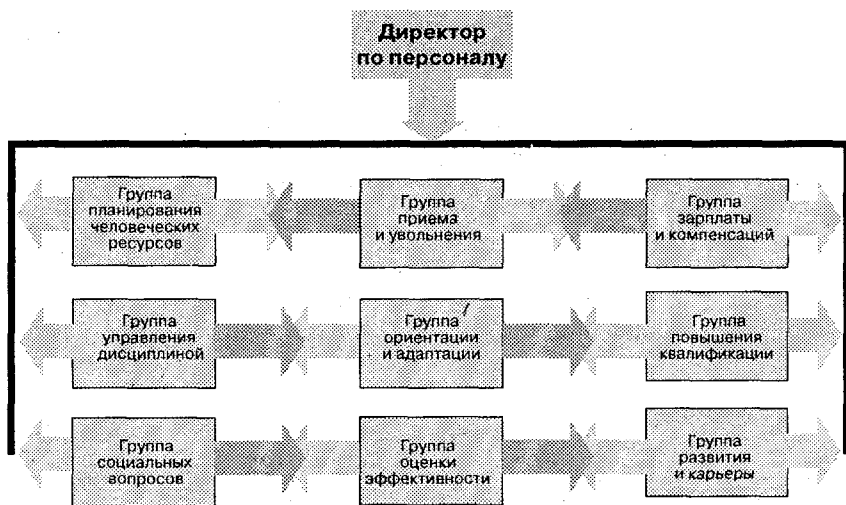 Директор
по персоналу
Группа
планирования
человеческих
ресурсов
Группа
приема
и увольнения
Группа
зарплаты
и компенсаций
Группа
управления
дисциплиной
Группа
ориентации
и адаптации
Группа
повышения
квалификации
Группа
социальных
вопросов
Группа
оценки
эффективности
Группа
развития
и карьеры